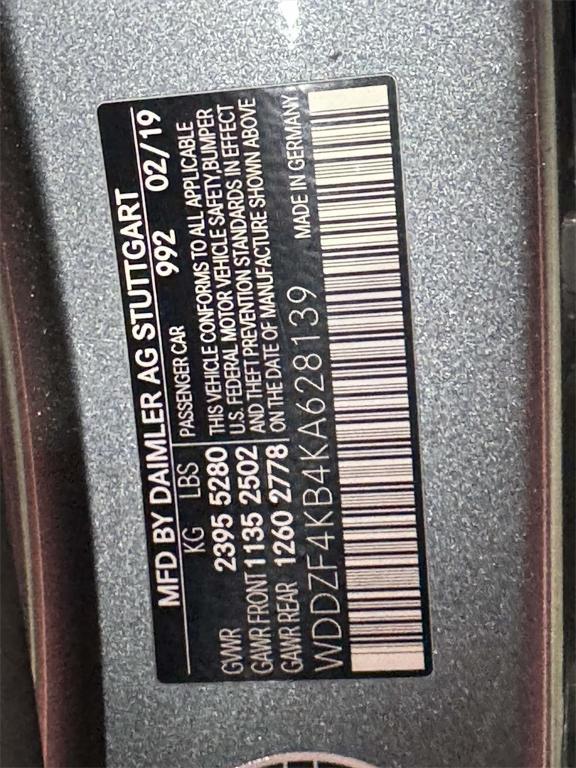 MFD BY DAIMLER AG STUTTGART
KG LBS PASSENGER CAR 992 02/19
GVWR 2395 5280 THIS VEHICLE CONFORMS TO ALL APPLICABLE
U.S. FEDERAL MOTOR VEHICLE SAFETY, BUMPER
GAWR FRONT 1135 2502 AND THEFT PREVENTION STANDARDS IN EFFECT
GAWR REAR 1260 2778 ON THE DATE OF MANUFACTURE SHOWN ABOVE
WDDZF4KB4KA628139 MADE IN GERMANY